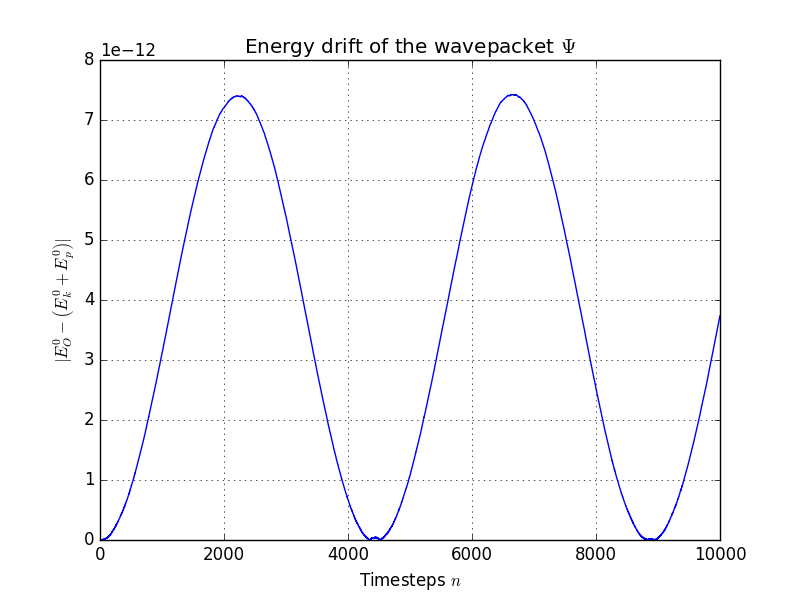 Energy drift of the wavepacket Ψ
1e−12
8
7
6
5
4
3
2
1
0
|E_O^0 − (E_k^0 + E_p^0)|
0 2000 4000 6000 8000 10000
Timesteps n